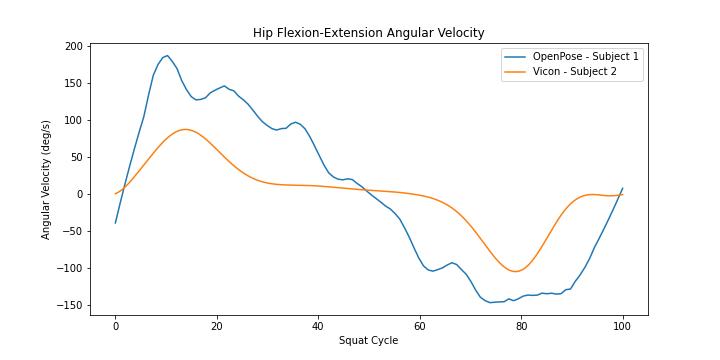 Hip Flexion-Extension Angular Velocity
OpenPose - Subject 1
Vicon - Subject 2
Angular Velocity (deg/s)
200
150
100
50
0
−50
−100
−150
0 20 40 60 80 100
Squat Cycle